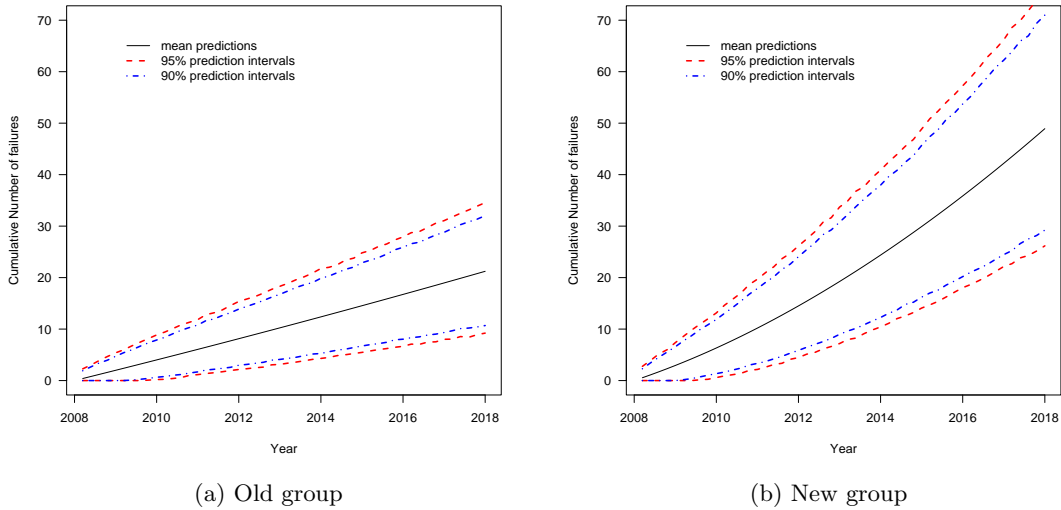 70
60
50
40
30
20
10
0
Cumulative Number of failures
mean predictions
95% prediction intervals
90% prediction intervals
2008 2010 2012 2014 2016 2018
Year
(a) Old group
70
60
50
40
30
20
10
0
Cumulative Number of failures
mean predictions
95% prediction intervals
90% prediction intervals
2008 2010 2012 2014 2016 2018
Year
(b) New group